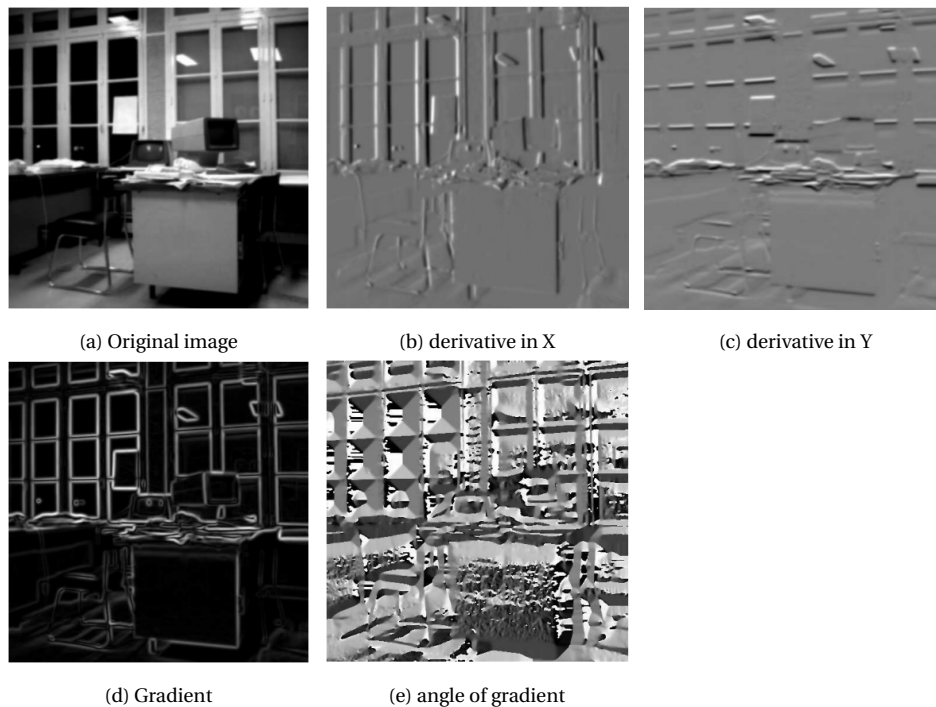 (a) Original image
(b) derivative in X
(c) derivative in Y
(d) Gradient
(e) angle of gradient